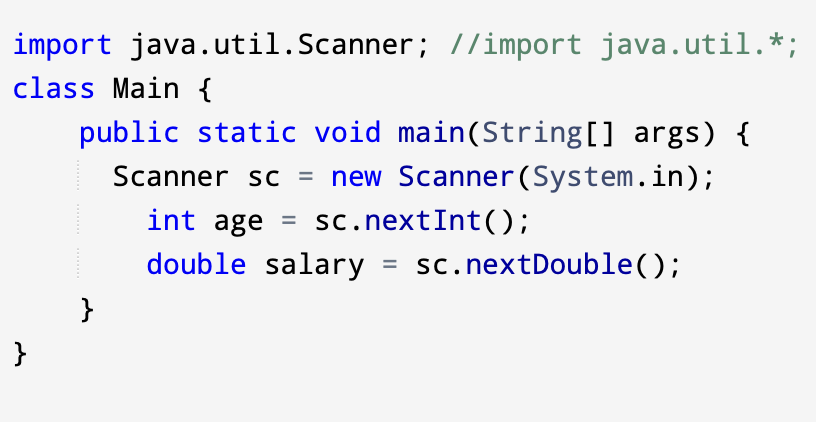 import java.util.Scanner; //import java.util.*;
class Main {
    public static void main(String[] args) {
      Scanner sc = new Scanner(System.in);
        int age = sc.nextInt();
        double salary = sc.nextDouble();
    }
}